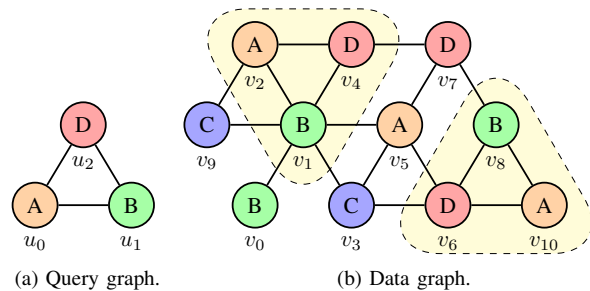 A D D
v2 v4 v7
D C B A B
u2 v9 v1 v5 v8
A B B C D A
u0 u1 v0 v3 v6 v10
(a) Query graph. (b) Data graph.